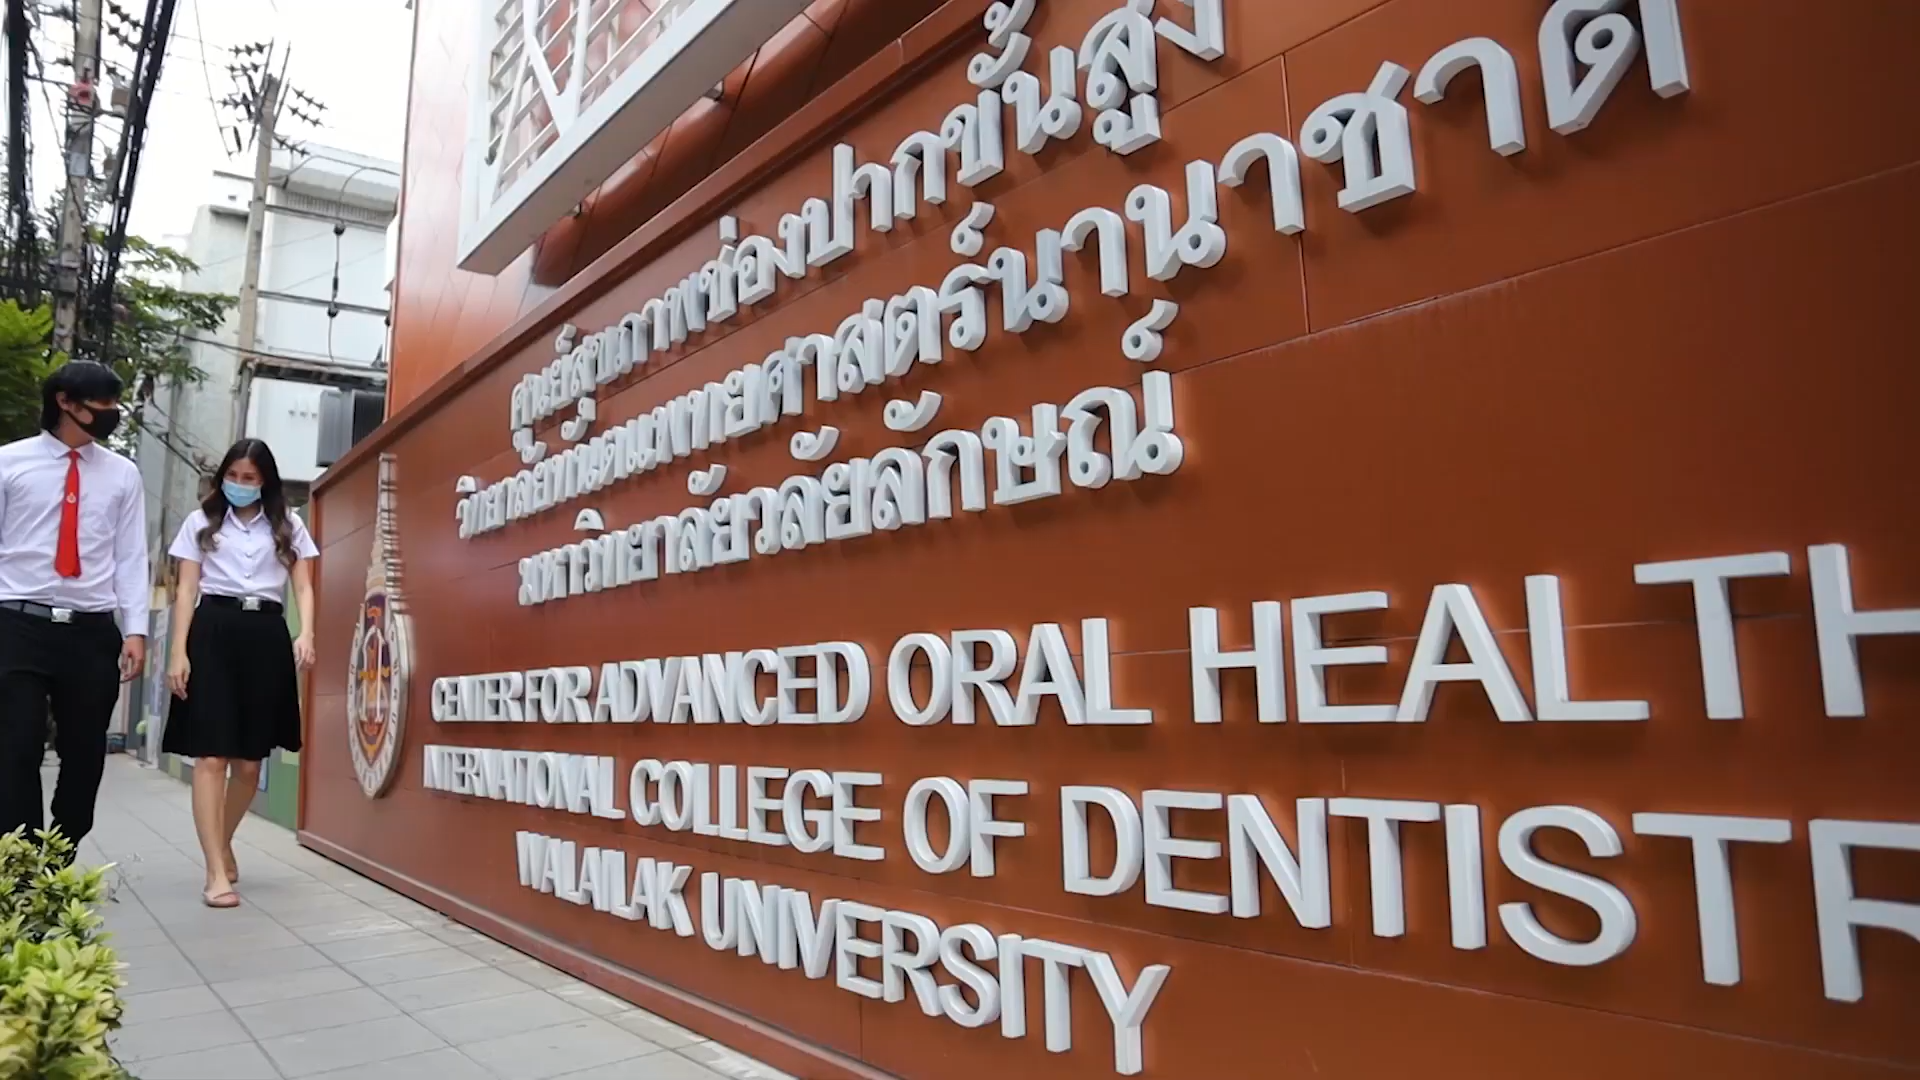 ศูนย์สุขภาพช่องปากชั้นสูง
วิทยาลัยทันตแพทยศาสตร์นานาชาติ
มหาวิทยาลัยวลัยลักษณ์
CENTER FOR ADVANCED ORAL HEALTH
INTERNATIONAL COLLEGE OF DENTISTR
WALAILAK UNIVERSITY